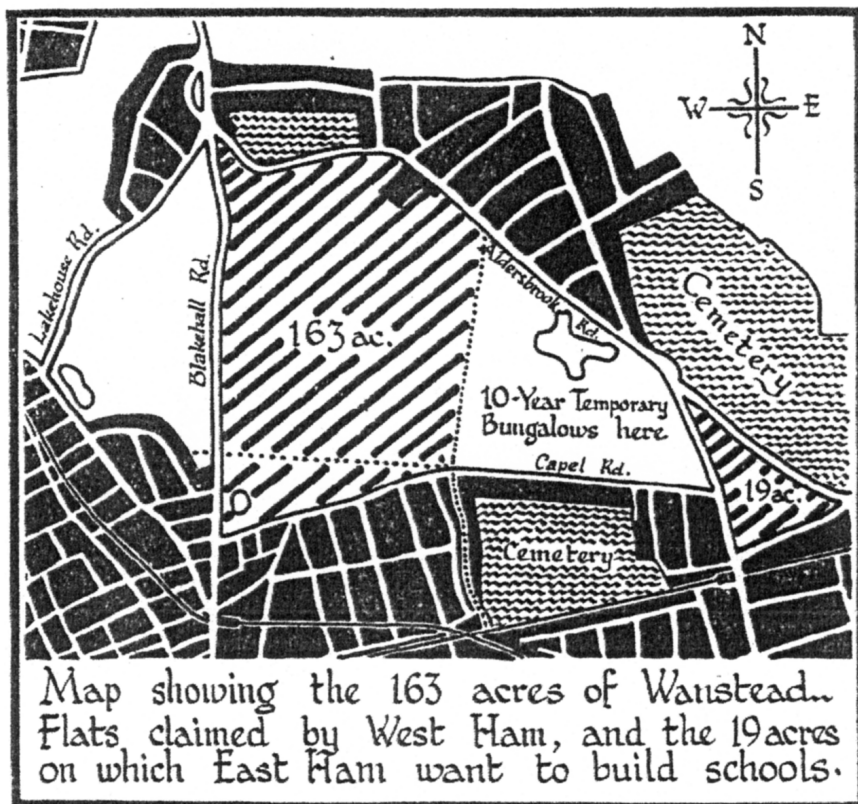 N
W E
S
Lakehouse Rd.
Blakehall Rd.
Aldersbrook Rd.
Cemetery
163 ac.
10-Year Temporary
Bungalows here
Capel Rd.
19 ac.
Cemetery
Map showing the 163 acres of Wanstead
Flats claimed by West Ham, and the 19 acres
on which East Ham want to build schools.